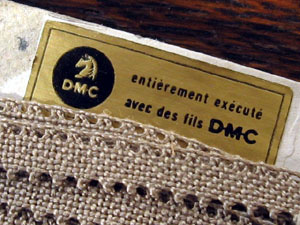 DMC
entièrement exécuté
avec des fils DMC